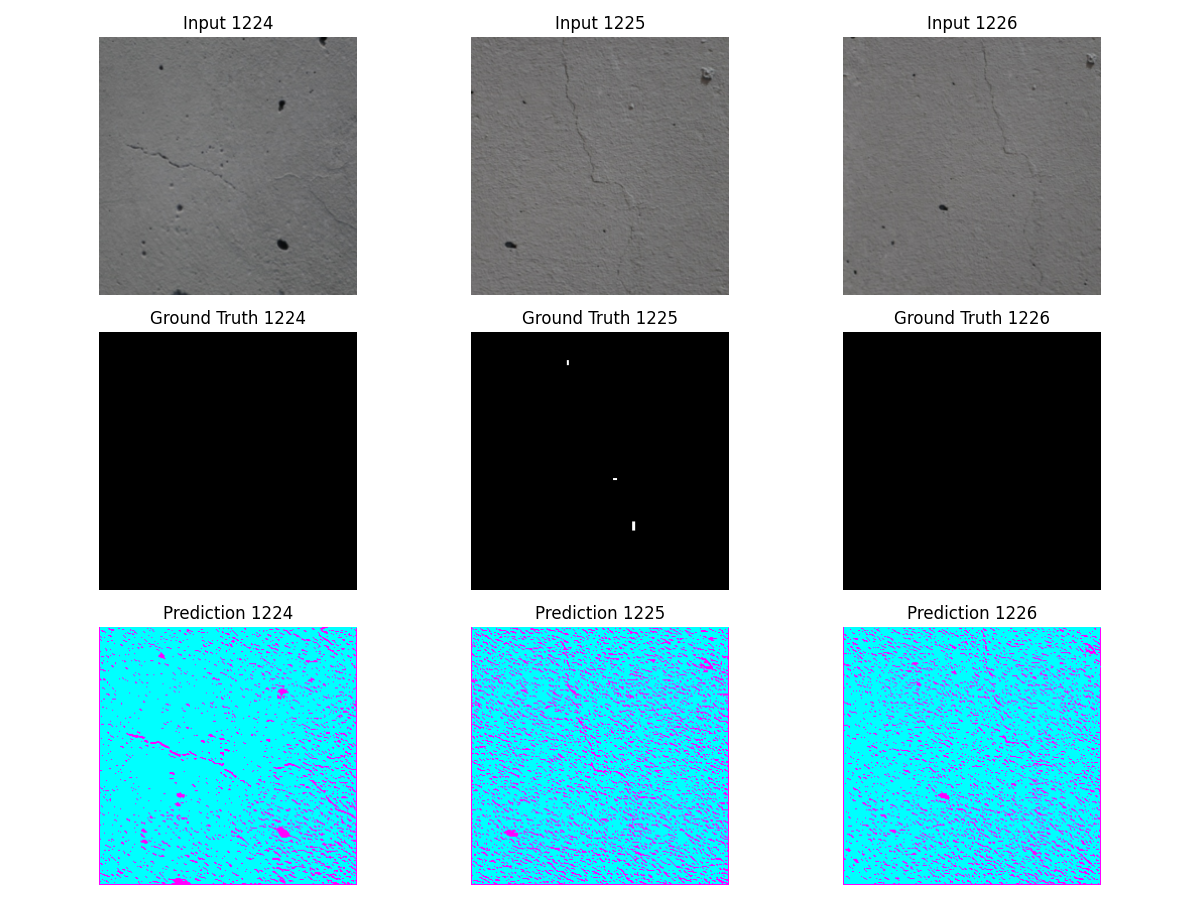 Input 1224
Input 1225
Input 1226
Ground Truth 1224
Ground Truth 1225
Ground Truth 1226
Prediction 1224
Prediction 1225
Prediction 1226